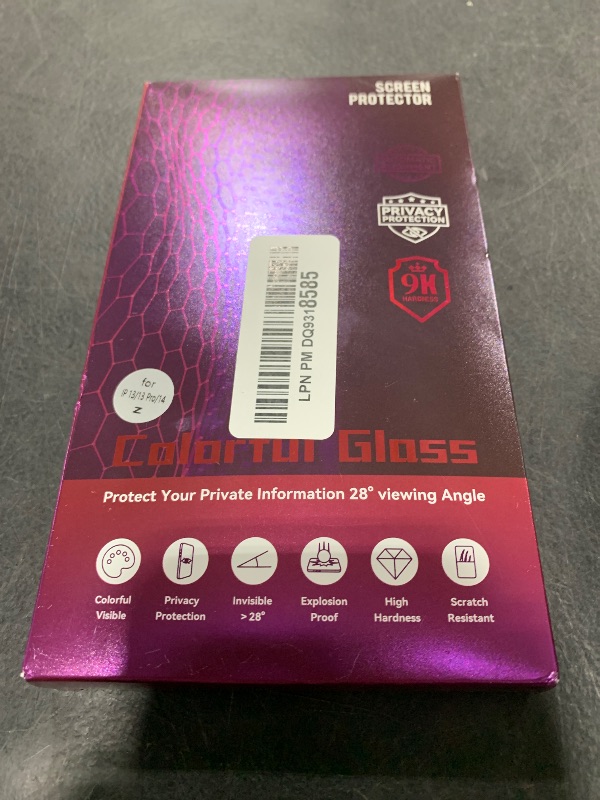 SCREEN
PROTECTOR
PRIVACY
PROTECTION
9H
HARDNESS
LPN PM DQ9318585
for
IP 13/13 Pro/14
Z
Colorful Glass
Protect Your Private Information 28° viewing Angle
Colorful
Visible
Privacy
Protection
Invisible
> 28°
Explosion
Proof
High
Hardness
Scratch
Resistant